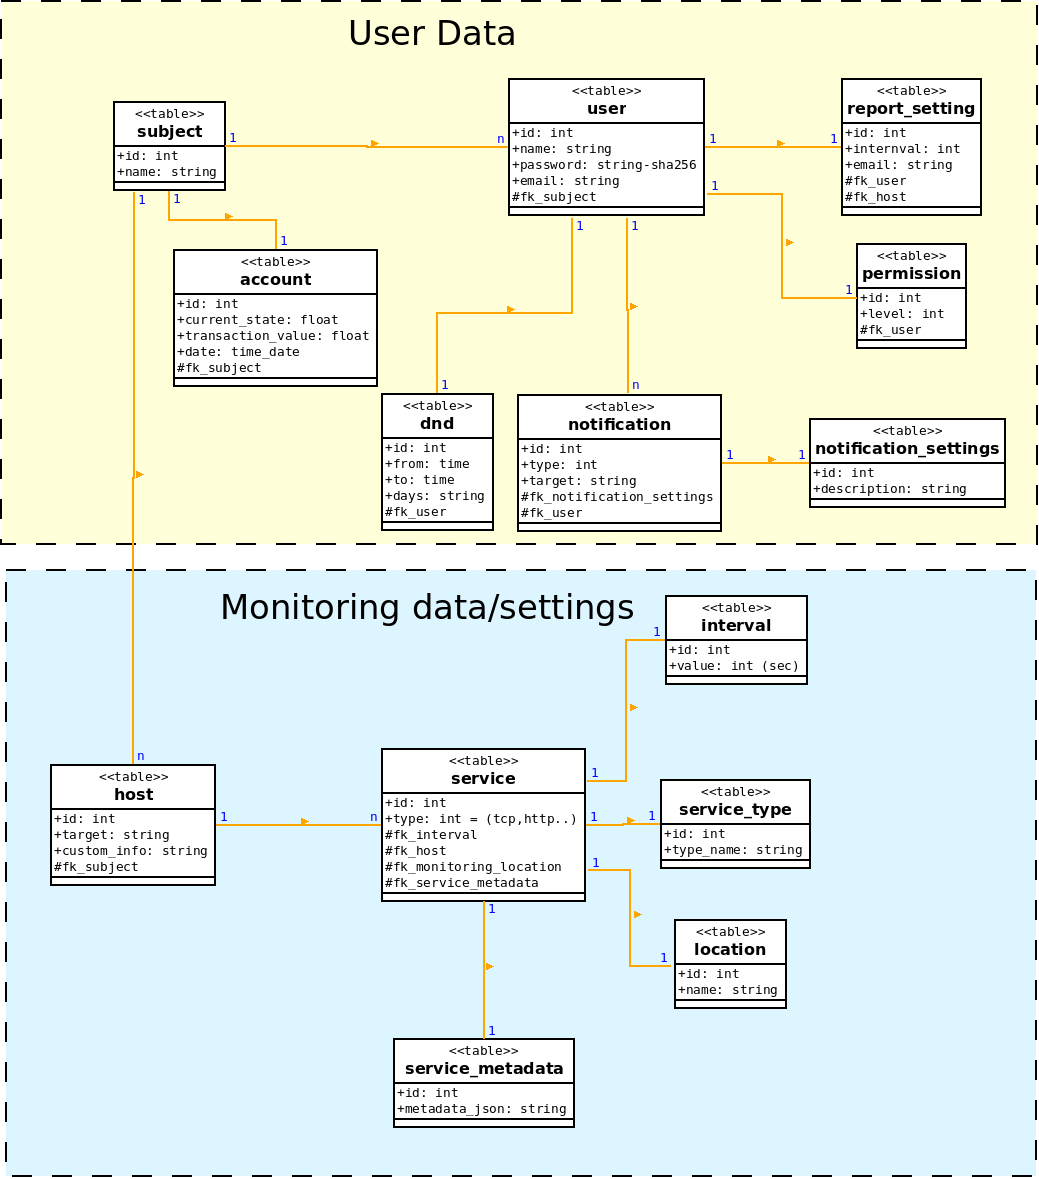 User Data
<<table>>
subject
+id: int
+name: string
1
n
1
1
<<table>>
user
+id: int
+name: string
+password: string-sha256
+email: string
#fk_subject
1
1
1
1
1
<<table>>
report_setting
+id: int
+internval: int
+email: string
#fk_user
#fk_host
<<table>>
permission
+id: int
+level: int
#fk_user
1
1
<<table>>
account
+id: int
+current_state: float
+transaction_value: float
+date: time_date
#fk_subject
1
<<table>>
dnd
+id: int
+from: time
+to: time
+days: string
#fk_user
n
<<table>>
notification
+id: int
+type: int
+target: string
#fk_notification_settings
#fk_user
1
1
<<table>>
notification_settings
+id: int
+description: string
Monitoring data/settings
<<table>>
interval
+id: int
+value: int (sec)
1
n
<<table>>
host
+id: int
+target: string
+custom_info: string
#fk_subject
1
n
<<table>>
service
+id: int
+type: int = (tcp,http..)
#fk_interval
#fk_host
#fk_monitoring_location
#fk_service_metadata
1
1
1
1
1
<<table>>
service_type
+id: int
+type_name: string
1
<<table>>
location
+id: int
+name: string
1
<<table>>
service_metadata
+id: int
+metadata_json: string